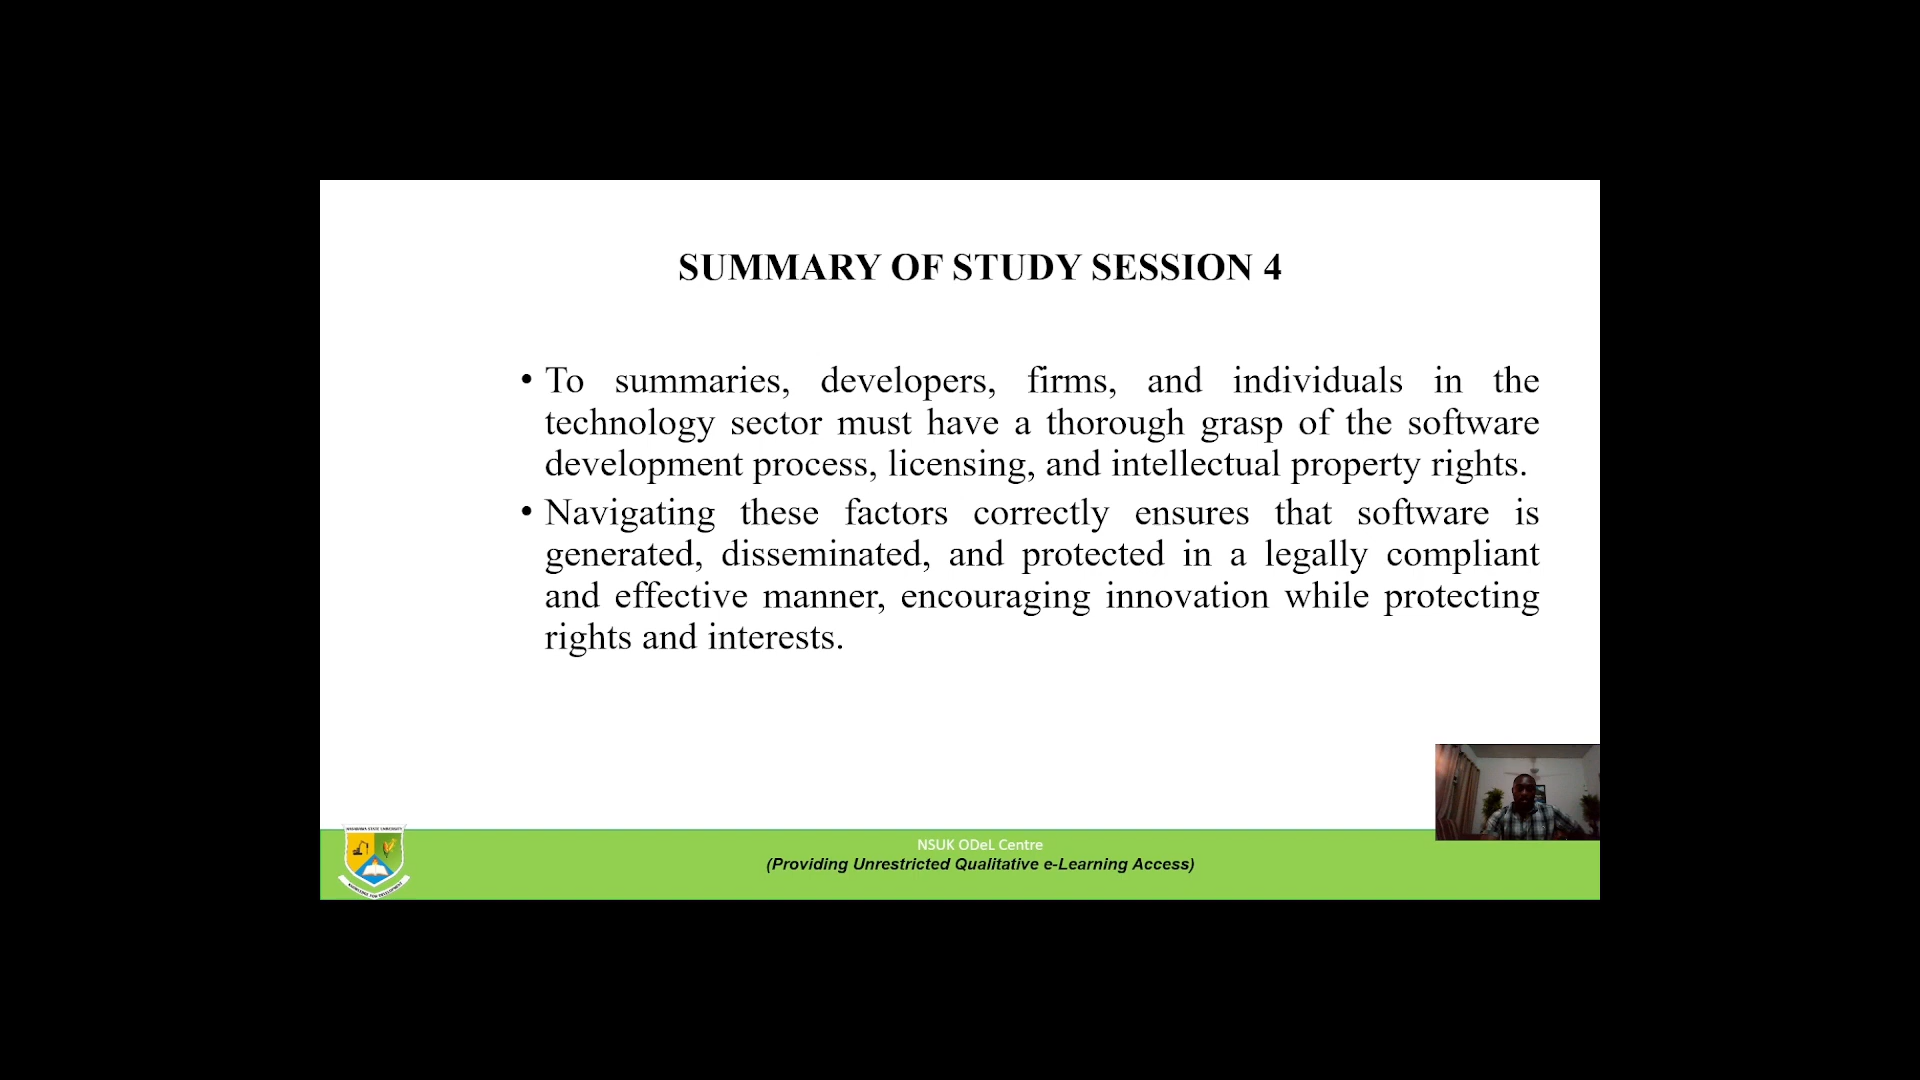 SUMMARY OF STUDY SESSION 4
• To summaries, developers, firms, and individuals in the
technology sector must have a thorough grasp of the software
development process, licensing, and intellectual property rights.
• Navigating these factors correctly ensures that software is
generated, disseminated, and protected in a legally compliant
and effective manner, encouraging innovation while protecting
rights and interests.
NSUK ODeL Centre
(Providing Unrestricted Qualitative e-Learning Access)